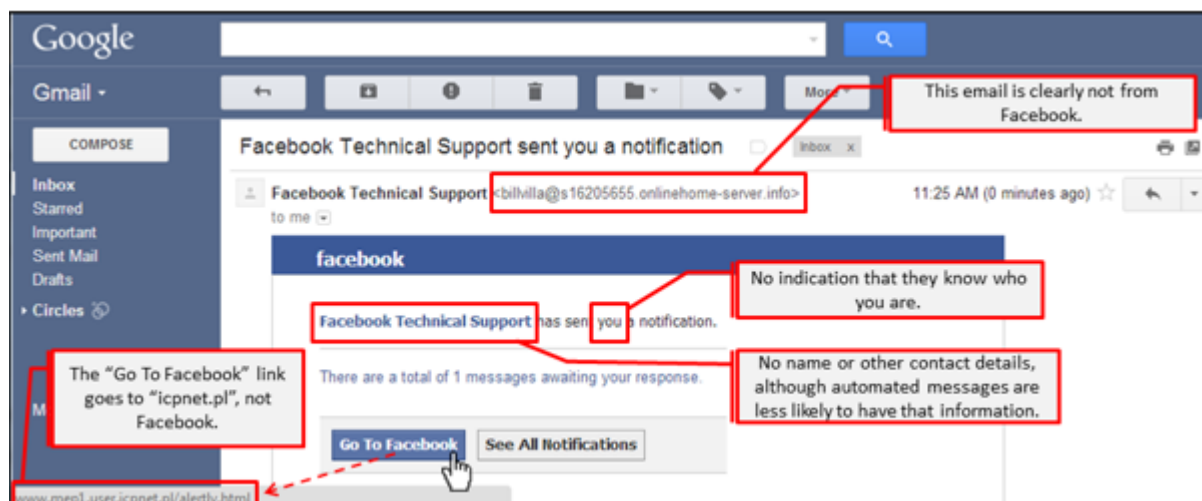 Google
Gmail
More
This email is clearly not from
Facebook.
COMPOSE
Facebook Technical Support sent you a notification
Inbox x
Inbox
Starred
Important
Sent Mail
Drafts
Circles
Facebook Technical Support <billvilla@s16205655.onlinehome-server.info>
11:25 AM (0 minutes ago)
to me
facebook
No indication that they know who
you are.
Facebook Technical Support has sent you a notification.
There are a total of 1 messages awaiting your response.
No name or other contact details,
although automated messages are
less likely to have that information.
The “Go To Facebook” link
goes to “icpnet.pl”, not
Facebook.
M
Go To Facebook
See All Notifications
www.mep1.user.icpnet.pl/alertly.html